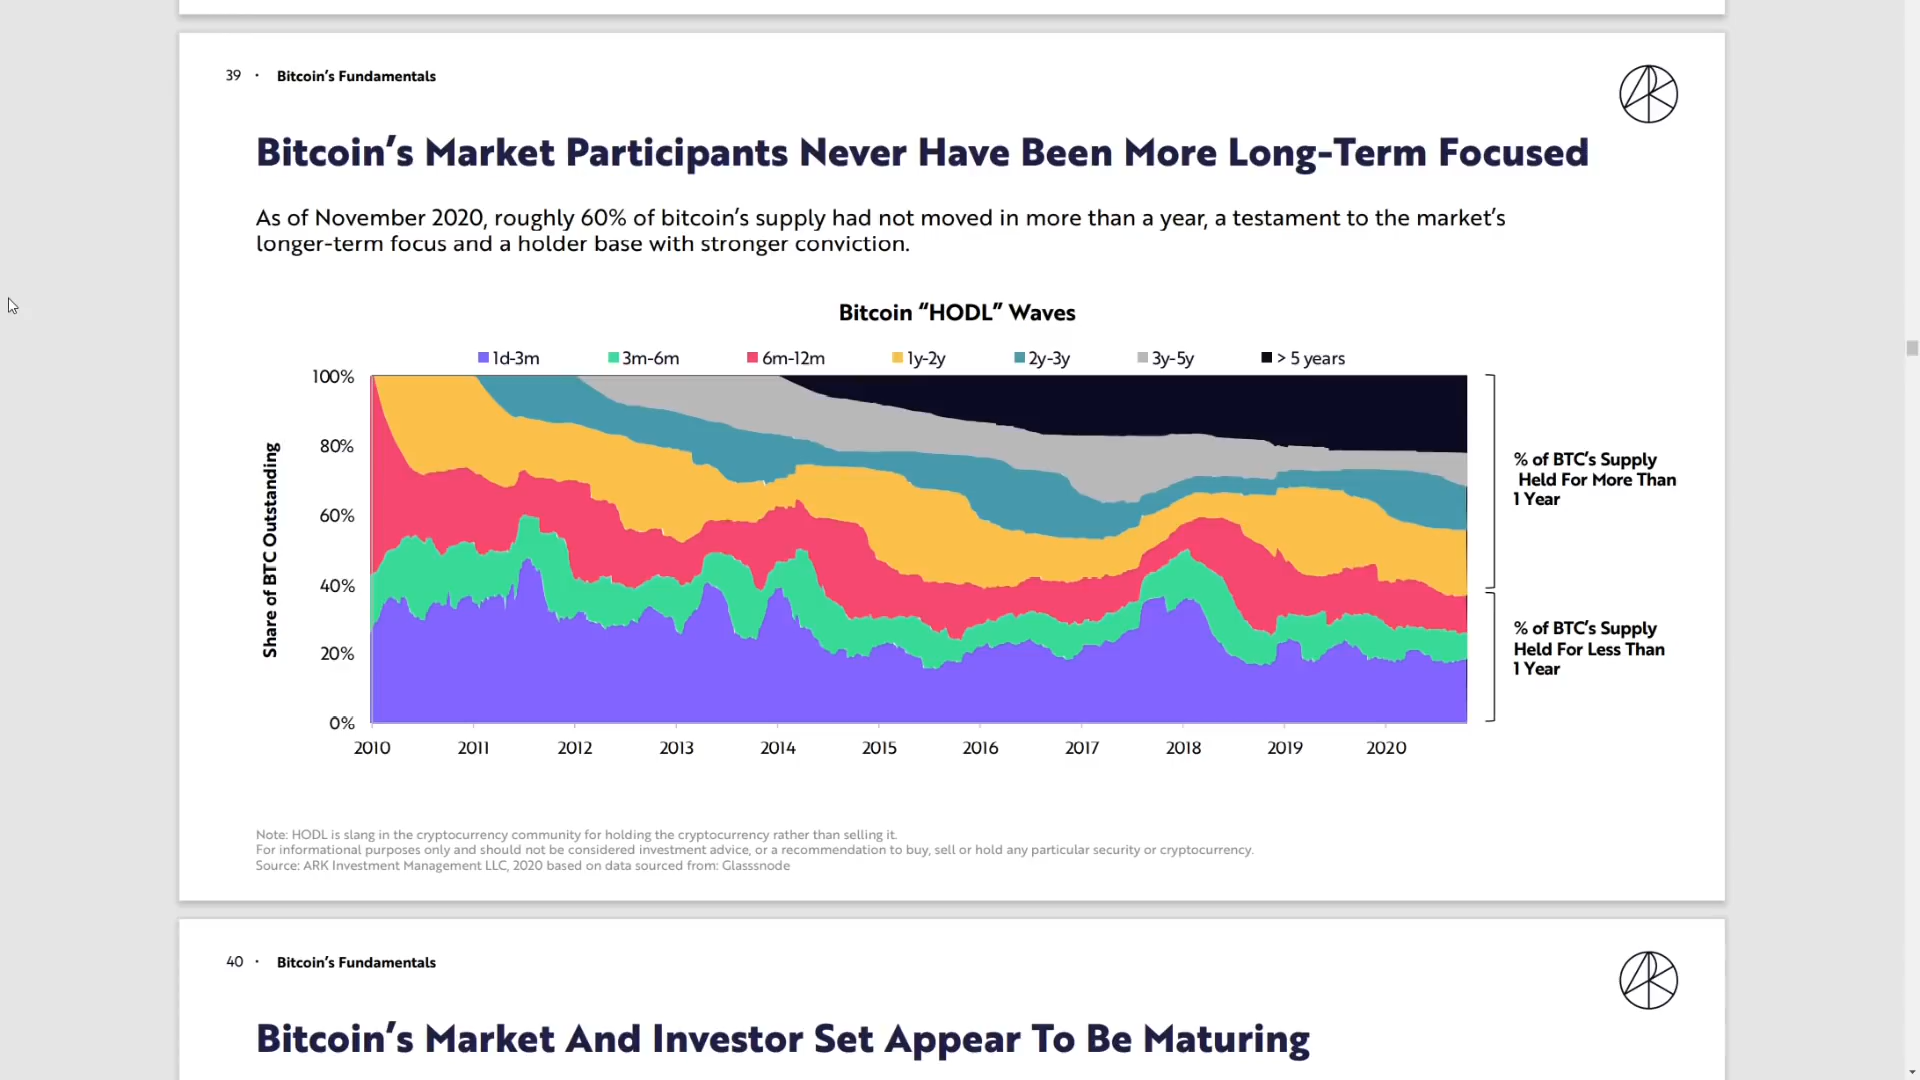 39 · Bitcoin's Fundamentals
Bitcoin's Market Participants Never Have Been More Long-Term Focused
As of November 2020, roughly 60% of bitcoin's supply had not moved in more than a year, a testament to the market's
longer-term focus and a holder base with stronger conviction.
Bitcoin “HODL” Waves
1d-3m 3m-6m 6m-12m 1y-2y 2y-3y 3y-5y > 5 years
100%
80%
60%
40%
20%
0%
Share of BTC Outstanding
2010 2011 2012 2013 2014 2015 2016 2017 2018 2019 2020
% of BTC's Supply
Held For More Than
1 Year
% of BTC's Supply
Held For Less Than
1 Year
Note: HODL is slang in the cryptocurrency community for holding the cryptocurrency rather than selling it.
For informational purposes only and should not be considered investment advice, or a recommendation to buy, sell or hold any particular security or cryptocurrency.
Source: ARK Investment Management LLC, 2020 based on data sourced from: Glasssnode
40 · Bitcoin's Fundamentals
Bitcoin's Market And Investor Set Appear To Be Maturing